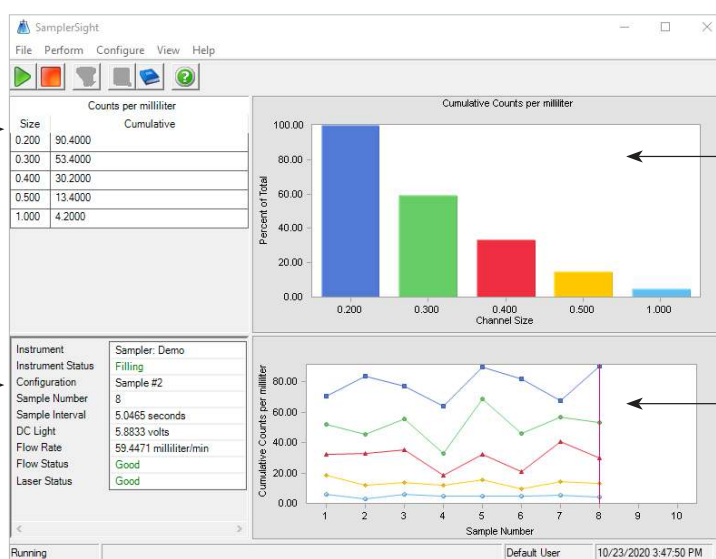 SamplerSight
File Perform Configure View Help
Counts per milliliter
Size Cumulative
0.200 90.4000
0.300 53.4000
0.400 30.2000
0.500 13.4000
1.000 4.2000
Cumulative Counts per milliliter
Percent of Total
100.00
80.00
60.00
40.00
20.00
0.00
0.200 0.300 0.400 0.500 1.000
Channel Size
Instrument Sampler: Demo
Instrument Status Filling
Configuration Sample #2
Sample Number 8
Sample Interval 5.0465 seconds
DC Light 5.8833 volts
Flow Rate 59.4471 milliliter/min
Flow Status Good
Laser Status Good
Cumulative Counts per milliliter
80.00
60.00
40.00
20.00
0.00
1 2 3 4 5 6 7 8 9 10
Sample Number
Running Default User 10/23/2020 3:47:50 PM